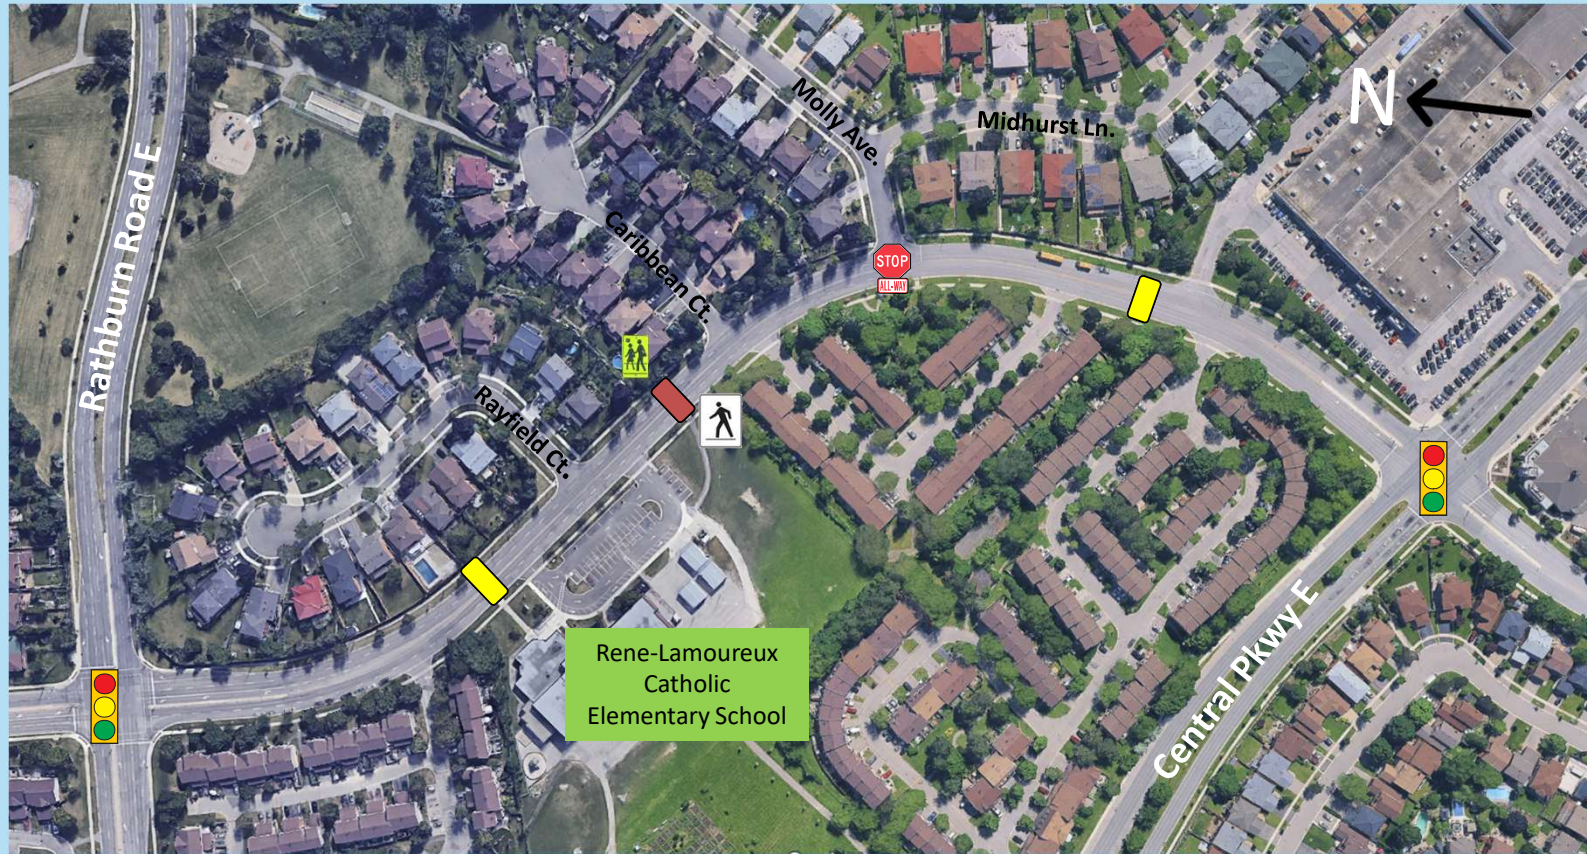 N
Molly Ave.
Midhurst Ln.
Rathburn Road E
Caribbean Ct.
STOP
ALL-WAY
Rayfield Ct.
Rene-Lamoureux
Catholic
Elementary School
Central Pkwy E